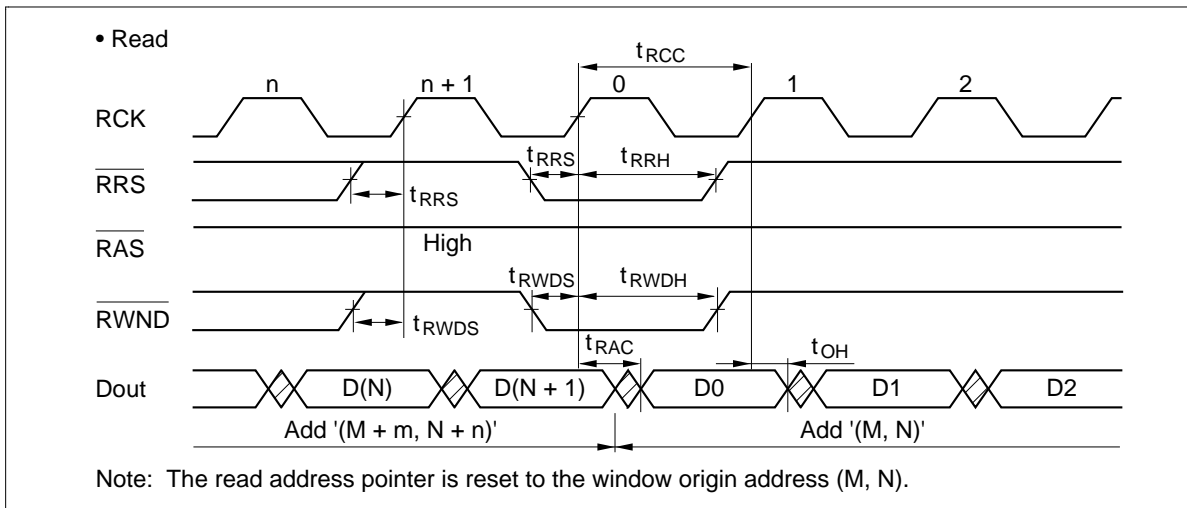 • Read
tRCC
n n + 1 0 1 2
RCK
tRRS tRRH
RRS
tRRS
RAS High
tRWDS tRWDH
RWND
tRWDS
tRAC tOH
Dout D(N) D(N + 1) D0 D1 D2
Add '(M + m, N + n)' Add '(M, N)'
Note: The read address pointer is reset to the window origin address (M, N).